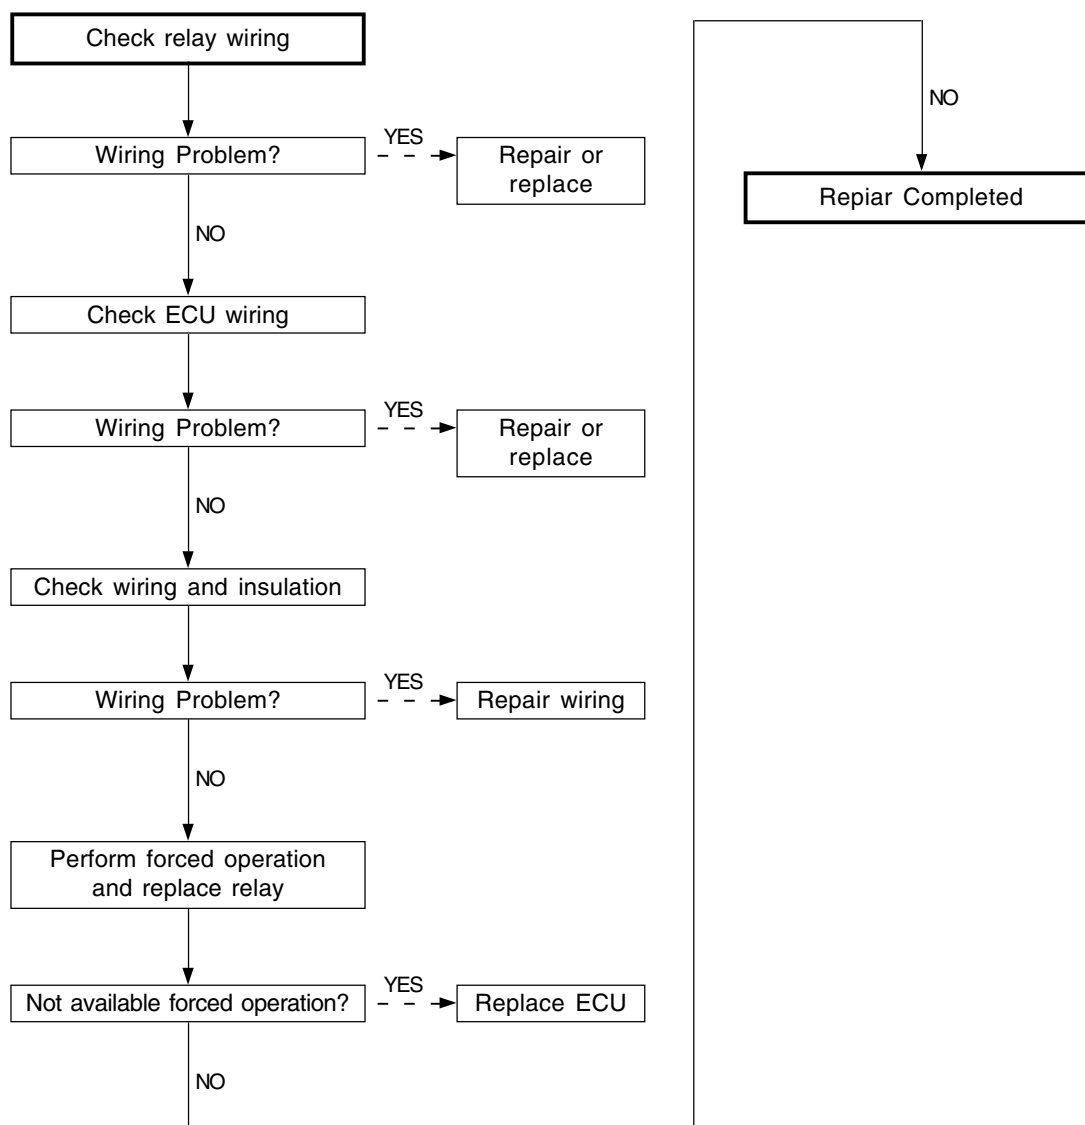 Check relay wiring
Wiring Problem?
YES
Repair or
replace
NO
Check ECU wiring
Wiring Problem?
YES
Repair or
replace
NO
Check wiring and insulation
Wiring Problem?
YES
Repair wiring
NO
Perform forced operation
and replace relay
Not available forced operation?
YES
Replace ECU
NO
NO
Repiar Completed